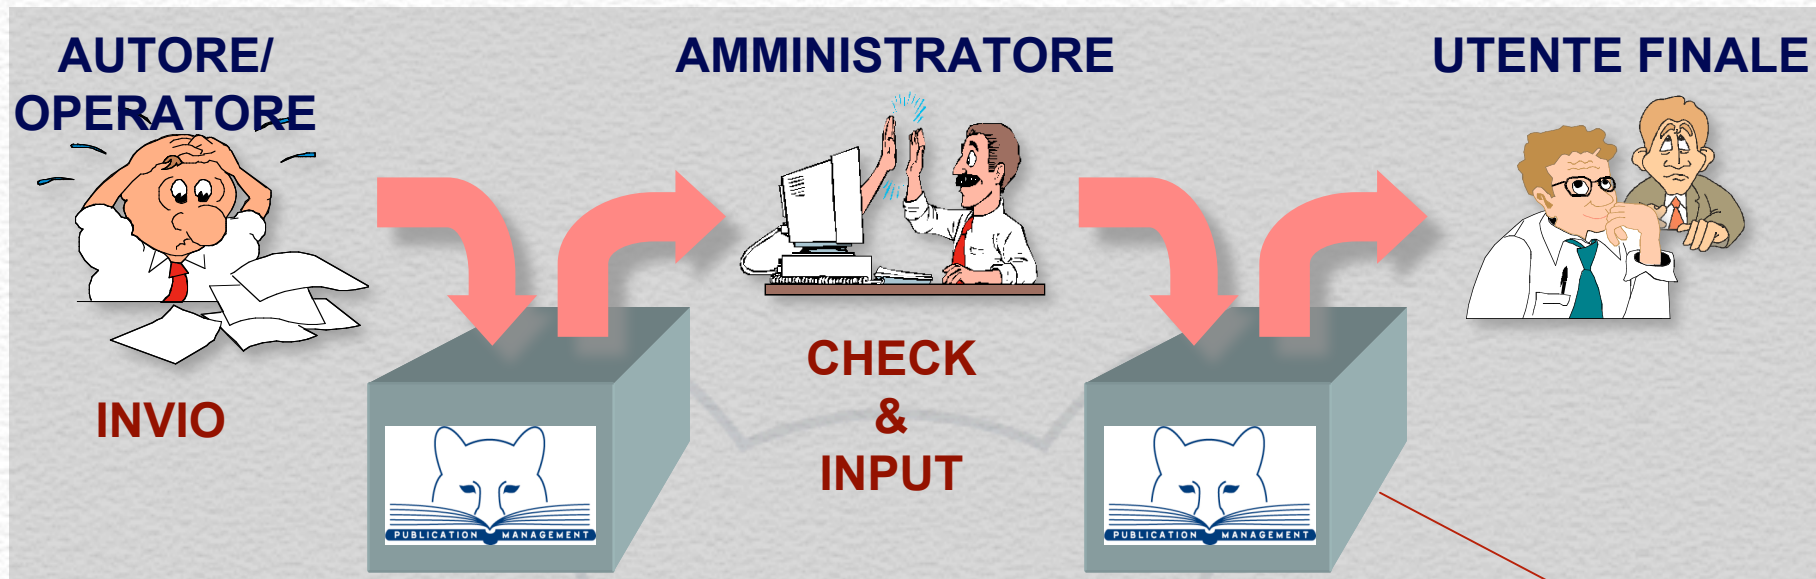 AUTORE/
OPERATORE
AMMINISTRATORE
UTENTE FINALE
INVIO
CHECK
&
INPUT
PUBLICATION MANAGEMENT
PUBLICATION MANAGEMENT